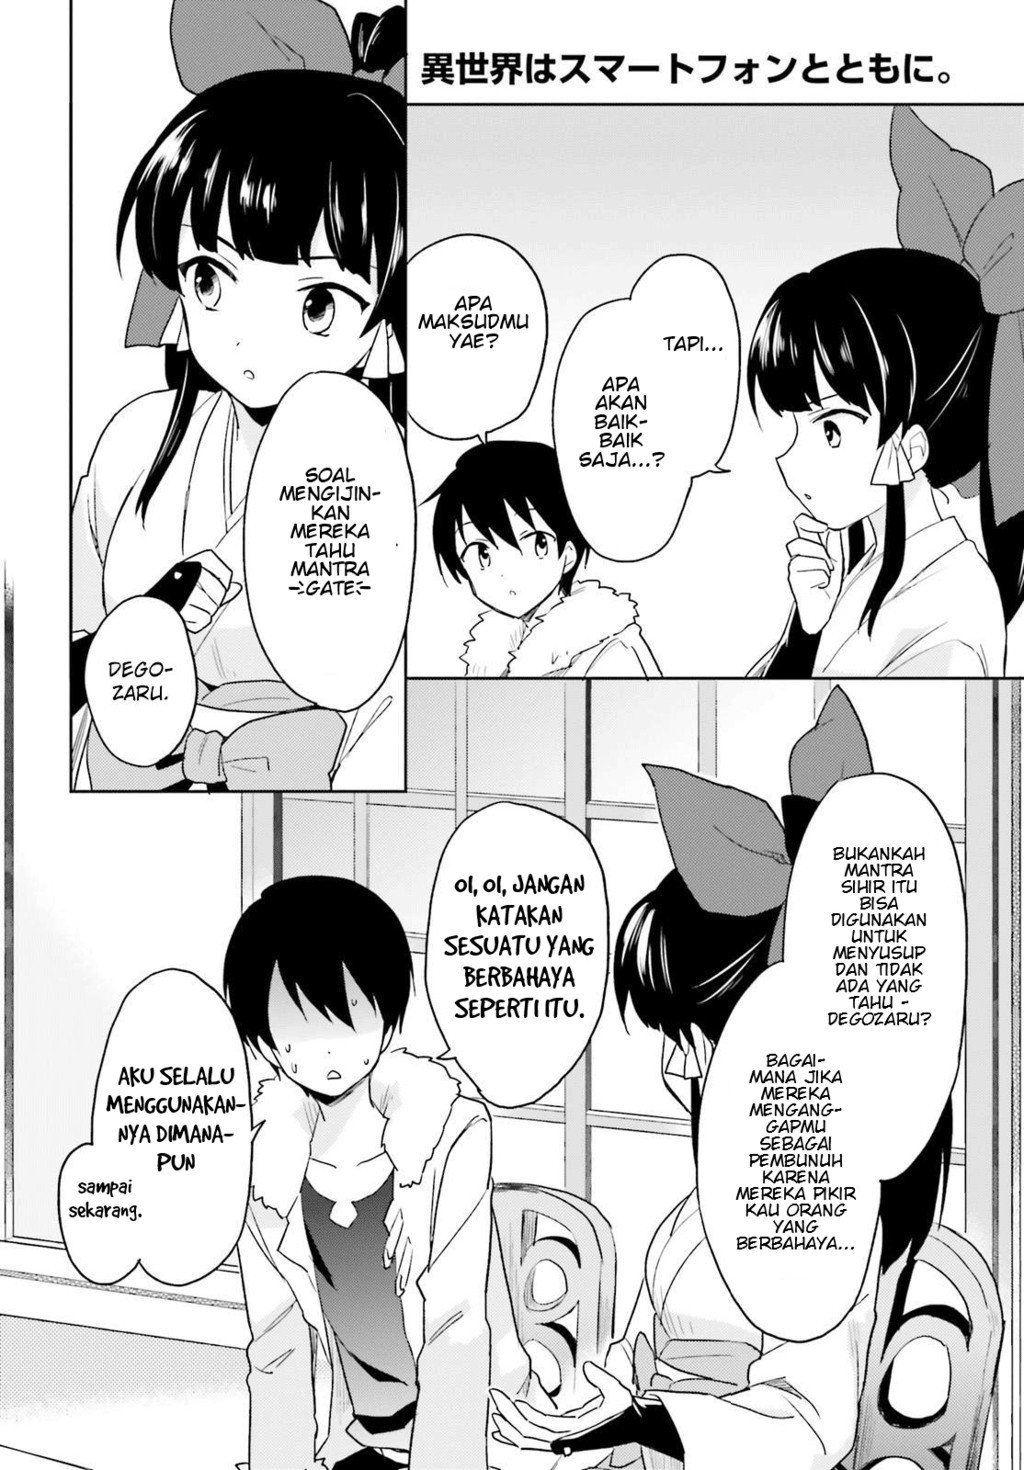 異世界はスマートフォンとともに。
TAPI...
APA
AKAN
BAIK-
BAIK
SAJA...?
APA
MAKSUDMU
YAE?
SOAL
MENGIJIN-
KAN
MEREKA
TAHU
MANTRA
-GATE-
DEGO-
ZARU.
BUKANKAH
MANTRA
SIHIR ITU
BISA
DIGUNAKAN
UNTUK
MENYUSUP
DAN TIDAK
ADA YANG
TAHU -
DEGOZARU?
BAGAI-
MANA JIKA
MEREKA
MENGANG-
GAPMU
SEBAGAI
PEMBUNUH
KARENA
MEREKA PIKIR
KAU ORANG
YANG
BERBAHAYA...
OI, OI, JANGAN
KATAKAN
SESUATU YANG
BERBAHAYA
SEPERTI ITU.
AKU SELALU
MENGGUNAKAN-
NYA DIMANA-
PUN
sampai
sekarang.